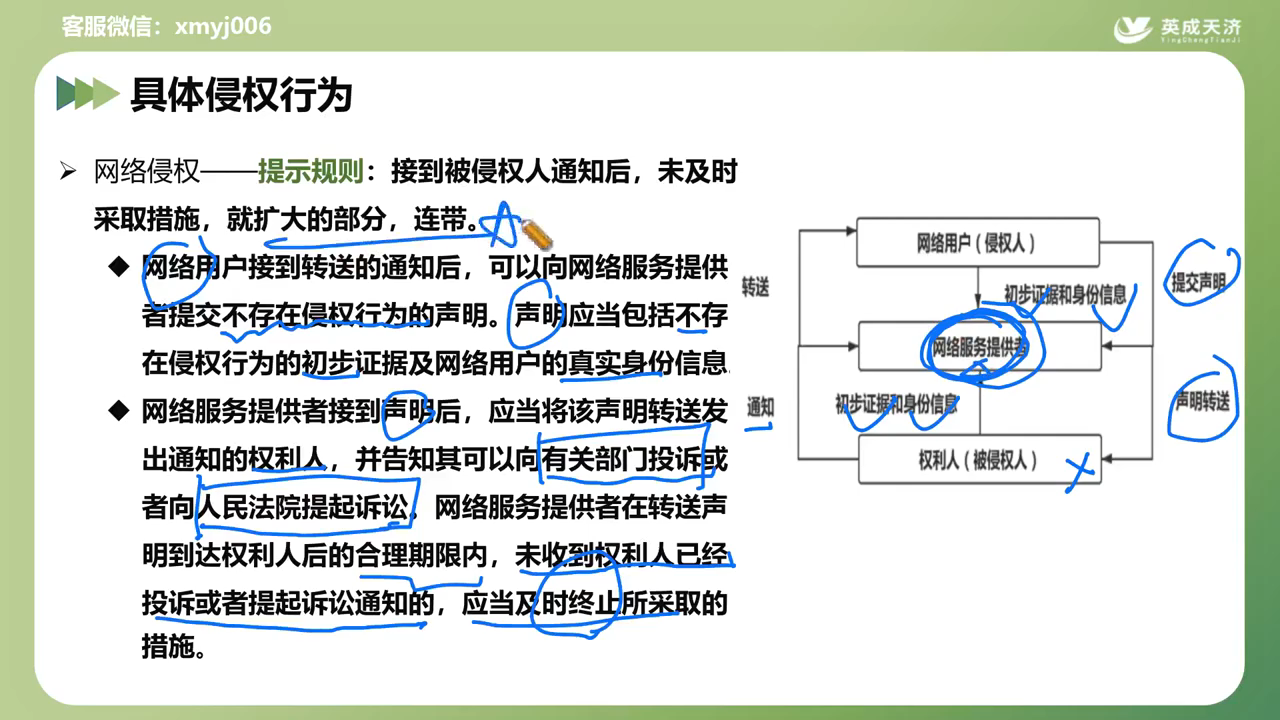 客服微信：xmyj006
英成天济
YingChengTianJi
具体侵权行为
网络侵权——提示规则：接到被侵权人通知后，未及时
采取措施，就扩大的部分，连带。
网络用户接到转送的通知后，可以向网络服务提供
者提交不存在侵权行为的声明。声明应当包括不存
在侵权行为的初步证据及网络用户的真实身份信息
网络服务提供者接到声明后，应当将该声明转送发
出通知的权利人，并告知其可以向有关部门投诉或
者向人民法院提起诉讼。网络服务提供者在转送声
明到达权利人后的合理期限内，未收到权利人已经
投诉或者提起诉讼通知的，应当及时终止所采取的
措施。
网络用户（侵权人）
转送
初步证据和身份信息
提交声明
网络服务提供者
通知
初步证据和身份信息
声明转送
权利人（被侵权人）